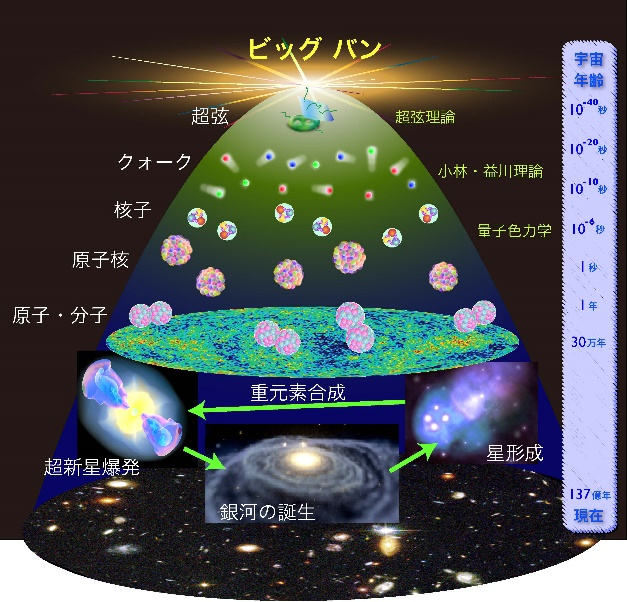 ビッグ バン
宇宙
年齢
超弦
超弦理論
10⁻⁴⁰秒
クォーク
小林・益川理論
10⁻²⁰秒
10⁻¹⁰秒
核子
量子色力学
10⁻⁶秒
原子核
1秒
原子・分子
1年
30万年
重元素合成
超新星爆発
星形成
銀河の誕生
137億年
現在